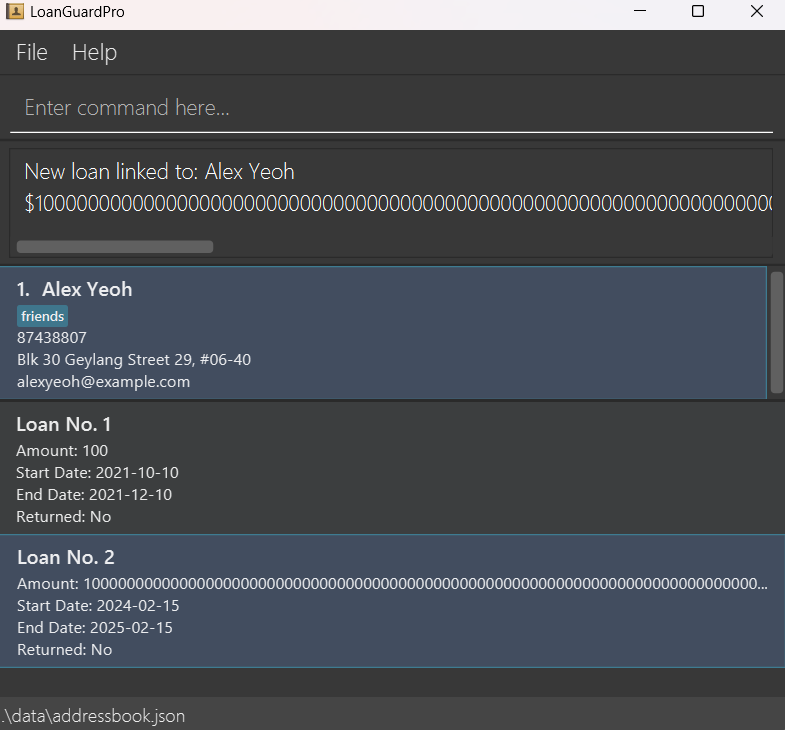 LoanGuardPro
File Help
Enter command here...
New loan linked to: Alex Yeoh
$1000000000000000000000000000000000000000000000000000000000000000000
1. Alex Yeoh
friends
87438807
Blk 30 Geylang Street 29, #06-40
alexyeoh@example.com
Loan No. 1
Amount: 100
Start Date: 2021-10-10
End Date: 2021-12-10
Returned: No
Loan No. 2
Amount: 10000000000000000000000000000000000000000000000000000000000000000000000000000...
Start Date: 2024-02-15
End Date: 2025-02-15
Returned: No
.\data\addressbook.json